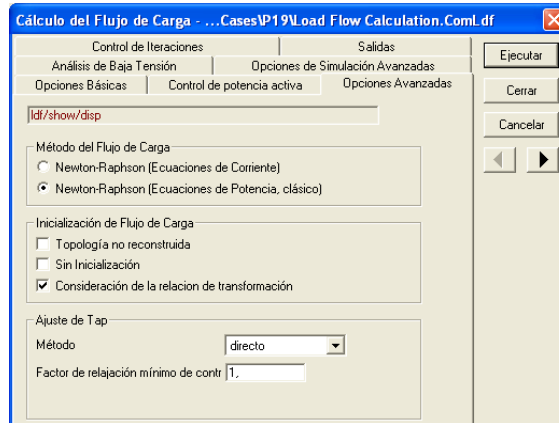 Cálculo del Flujo de Carga - ...Cases\P19\Load Flow Calculation.ComLdf
Control de Iteraciones
Salidas
Análisis de Baja Tensión
Opciones de Simulación Avanzadas
Opciones Básicas
Control de potencia activa
Opciones Avanzadas
Ejecutar
Cerrar
Cancelar
ldf/show/disp
Método del Flujo de Carga
Newton-Raphson (Ecuaciones de Corriente)
Newton-Raphson (Ecuaciones de Potencia, clásico)
Inicialización de Flujo de Carga
Topología no reconstruida
Sin Inicialización
Consideración de la relacion de transformación
Ajuste de Tap
Método directo
Factor de relajación mínimo de contr 1,